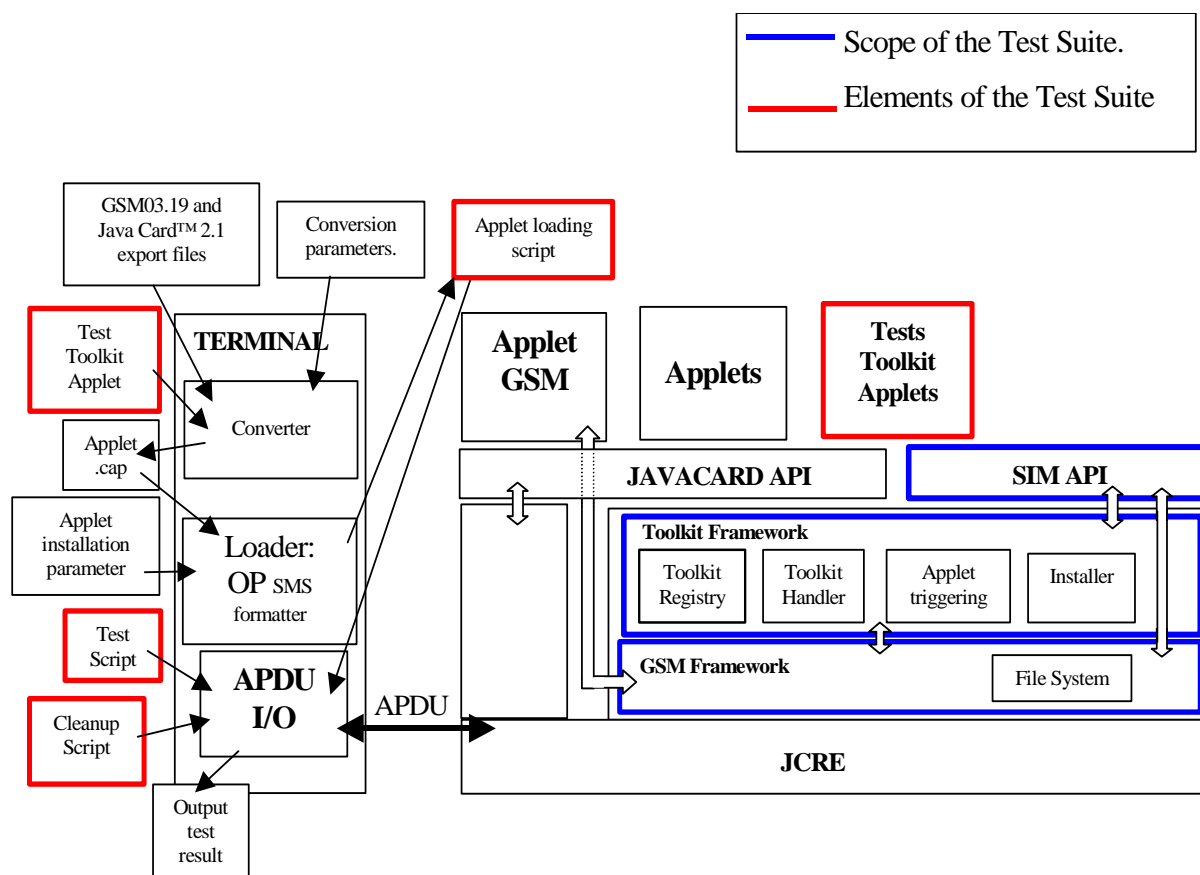 Scope of the Test Suite.
Elements of the Test Suite
GSM03.19 and
Java Card™ 2.1
export files
Conversion
parameters.
Applet loading
script
Test
Toolkit
Applet
TERMINAL
Converter
Applet
.cap
Applet
installation
parameter
Loader:
OP SMS
formatter
Test
Script
APDU
I/O
Cleanup
Script
Output
test
result
APDU
Applet
GSM
Applets
Tests
Toolkit
Applets
JAVACARD API
SIM API
Toolkit Framework
Toolkit
Registry
Toolkit
Handler
Applet
triggering
Installer
GSM Framework
File System
JCRE